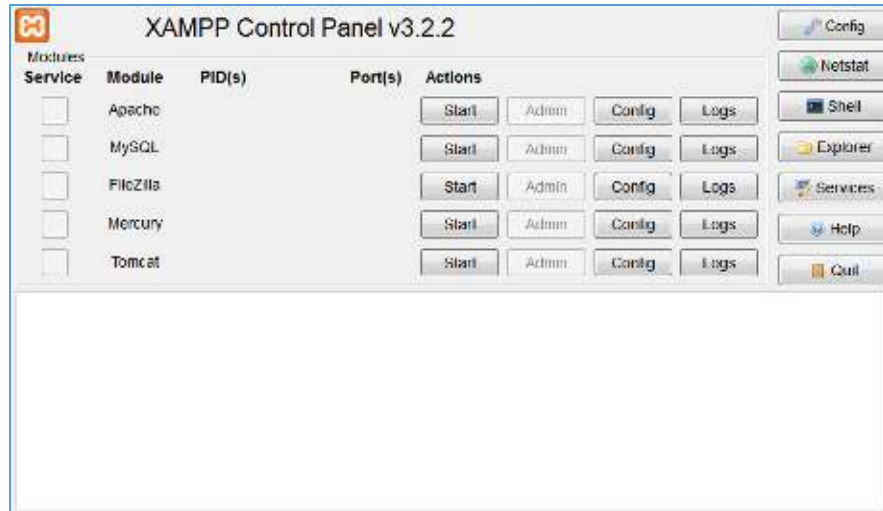 XAMPP Control Panel v3.2.2
Modules
Service Module PID(s) Port(s) Actions
Apache Start Admin Config Logs
MySQL Start Admin Config Logs
FileZilla Start Admin Config Logs
Mercury Start Admin Config Logs
Tomcat Start Admin Config Logs
Config
Netstat
Shell
Explorer
Services
Help
Quit